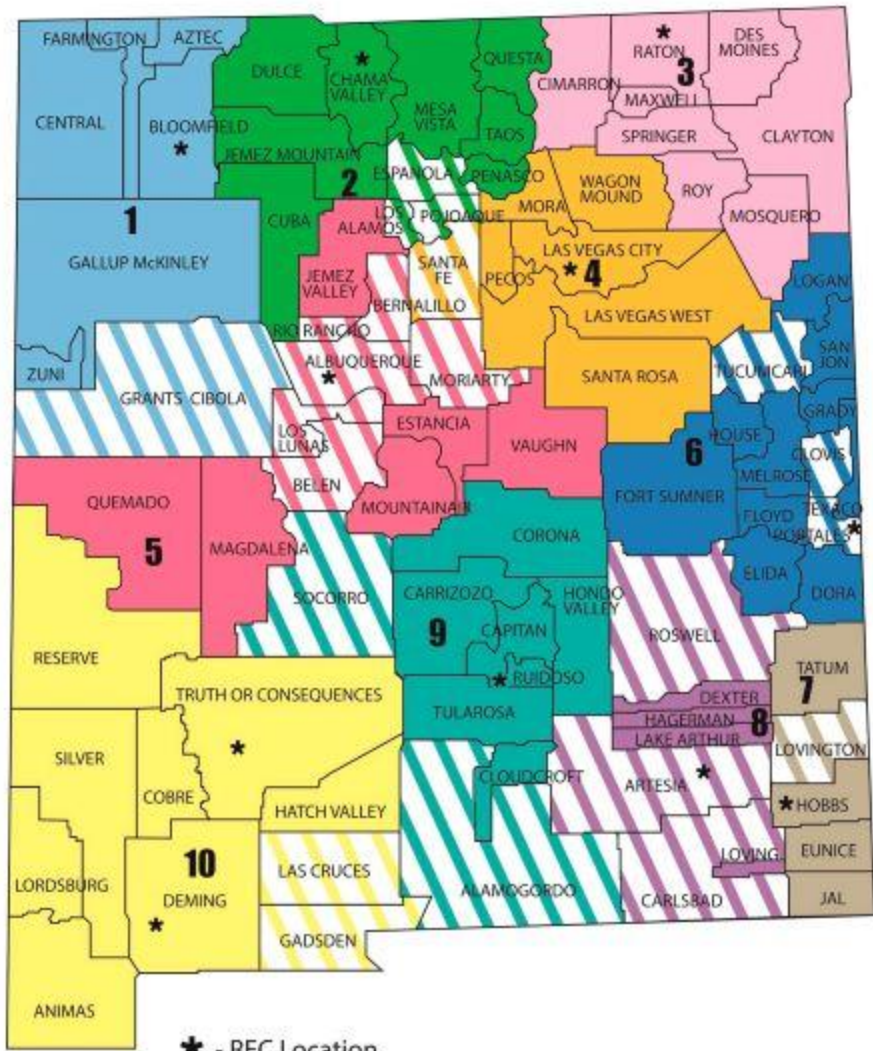 FARMINGTON
AZTEC
DULCE
CHAMA
VALLEY
QUESTA
RATON
3
DES
MOINES
CIMARRON
MAXWELL
CENTRAL
BLOOMFIELD
MESA
VISTA
TAOS
SPRINGER
CLAYTON
JEMEZ MOUNTAIN
2
ESPANOLA
PENASCO
WAGON
MOUND
ROY
MORA
MOSQUERO
1
CUBA
LOS
ALAMOS
POJOAQUE
GALLUP McKINLEY
JEMEZ
VALLEY
SANTA
FE
PECOS
LAS VEGAS CITY
4
LOGAN
BERNALILLO
LAS VEGAS WEST
RIO RANCHO
ZUNI
ALBUQUERQUE
MORIARTY
SANTA ROSA
TUCUMCARI
SAN
JON
GRANTS CIBOLA
LOS
LUNAS
ESTANCIA
VAUGHN
GRADY
HOUSE
6
CLOVIS
MELROSE
BELEN
QUEMADO
MOUNTAINAIR
FORT SUMNER
TEXACO
FLOYD
PORTALES
5
MAGDALENA
CORONA
ELIDA
DORA
SOCORRO
CARRIZOZO
HONDO
VALLEY
9
CAPITAN
ROSWELL
RESERVE
RUIDOSO
TATUM
7
TRUTH OR CONSEQUENCES
TULAROSA
DEXTER
HAGERMAN
8
LAKE ARTHUR
LOVINGTON
SILVER
COBRE
CLOUDCROFT
ARTESIA
HATCH VALLEY
HOBBS
10
LAS CRUCES
LOVING
EUNICE
LORDSBURG
DEMING
ALAMOGORDO
CARLSBAD
JAL
GADSDEN
ANIMAS
* - REC Location